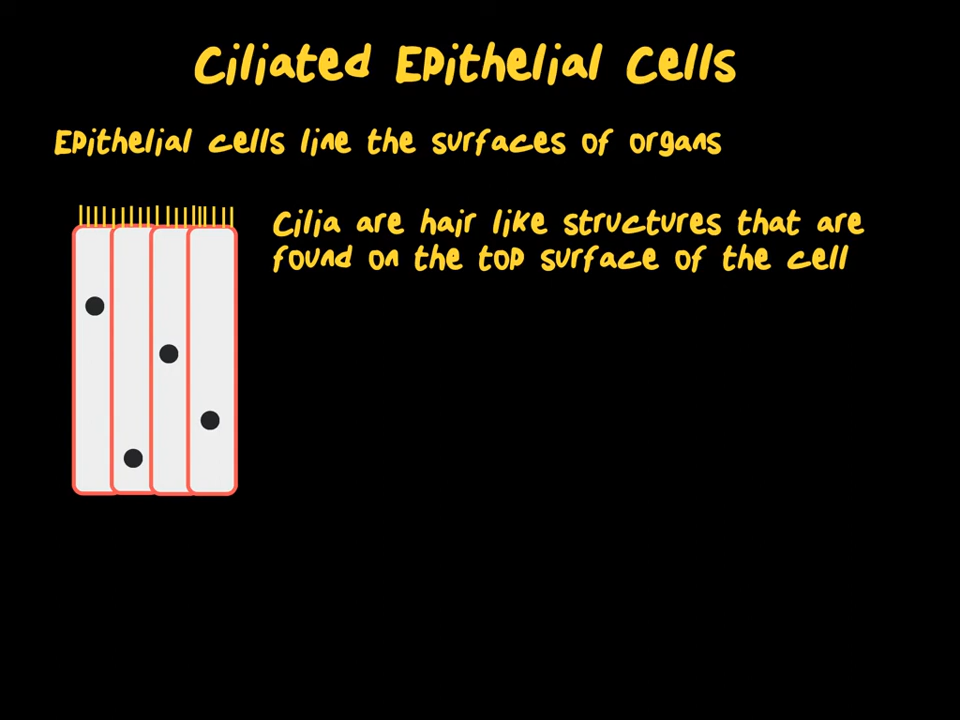 Ciliated Epithelial Cells
Epithelial cells line the surfaces of organs
Cilia are hair like structures that are
found on the top surface of the cell